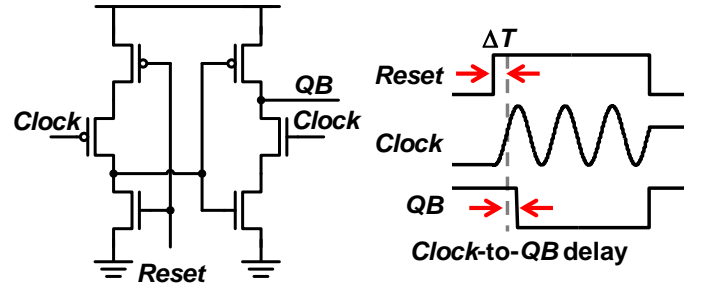 ΔT
QB
Reset
Clock
Clock
Clock
QB
Reset
Clock-to-QB delay